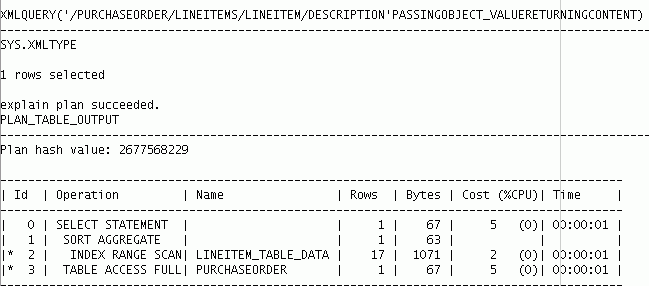 XMLQUERY('/PURCHASEORDER/LINEITEMS/LINEITEM/DESCRIPTION'PASSINGOBJECT_VALUERETURNINGCONTENT)
--------------------------------------------------------------------------------
SYS.XMLTYPE
1 rows selected
explain plan succeeded.
PLAN_TABLE_OUTPUT
--------------------------------------------------------------------------------
Plan hash value: 2677568229
--------------------------------------------------------------------------------
| Id | Operation | Name | Rows | Bytes | Cost (%CPU)| Time |
--------------------------------------------------------------------------------
| 0 | SELECT STATEMENT | | 1 | 67 | 5 (0)| 00:00:01 |
| 1 | SORT AGGREGATE | | 1 | 63 | | |
|* 2 | INDEX RANGE SCAN| LINEITEM_TABLE_DATA | 17 | 1071 | 2 (0)| 00:00:01 |
|* 3 | TABLE ACCESS FULL| PURCHASEORDER | 1 | 67 | 5 (0)| 00:00:01 |
--------------------------------------------------------------------------------